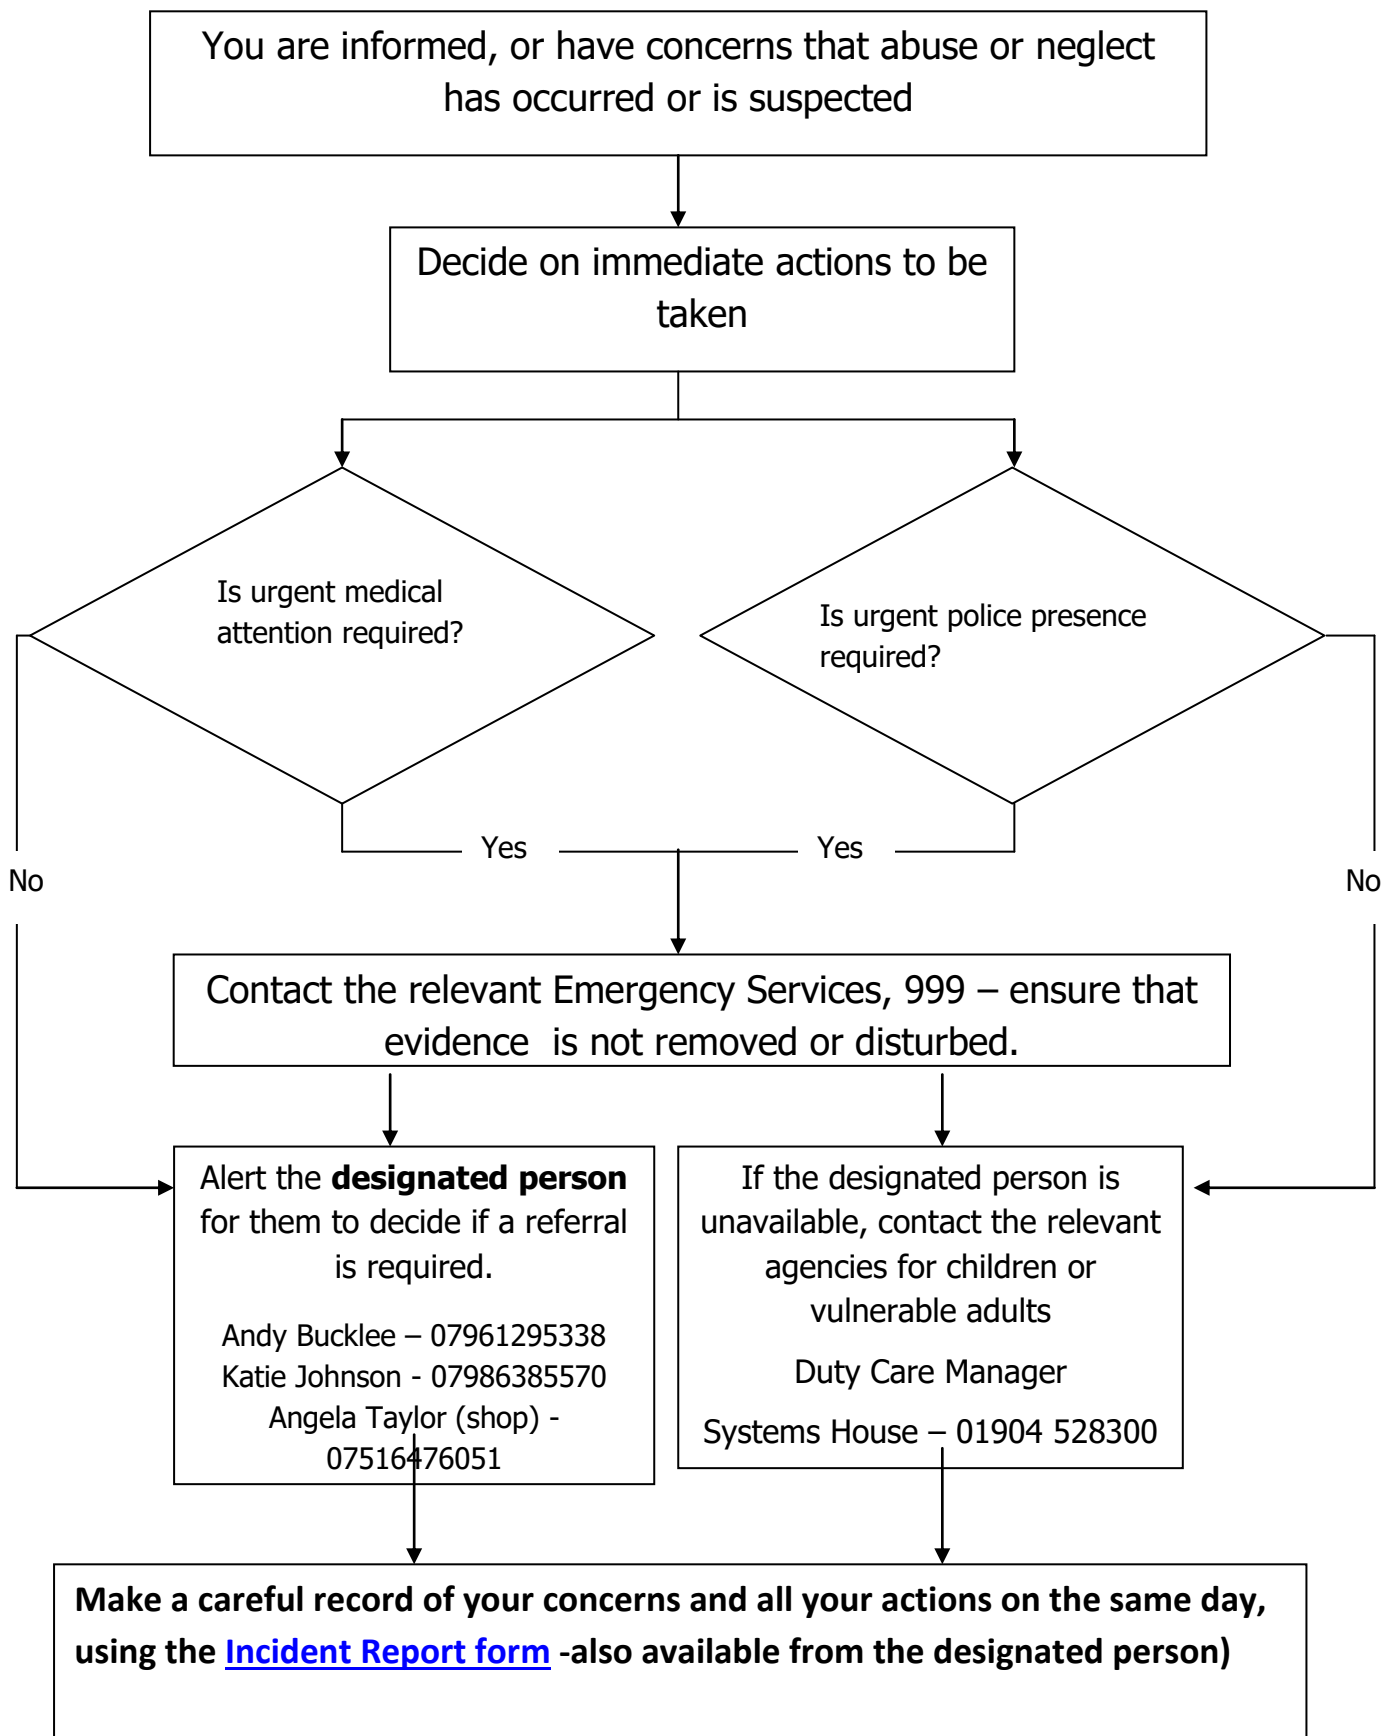 You are informed, or have concerns that abuse or neglect
has occurred or is suspected
Decide on immediate actions to be
taken
Is urgent medical
attention required?
Is urgent police presence
required?
Yes
Yes
No
No
Contact the relevant Emergency Services, 999 – ensure that
evidence is not removed or disturbed.
Alert the designated person
for them to decide if a referral
is required.
Andy Bucklee – 07961295338
Katie Johnson - 07986385570
Angela Taylor (shop) -
07516476051
If the designated person is
unavailable, contact the relevant
agencies for children or
vulnerable adults
Duty Care Manager
Systems House – 01904 528300
Make a careful record of your concerns and all your actions on the same day,
using the Incident Report form -also available from the designated person)